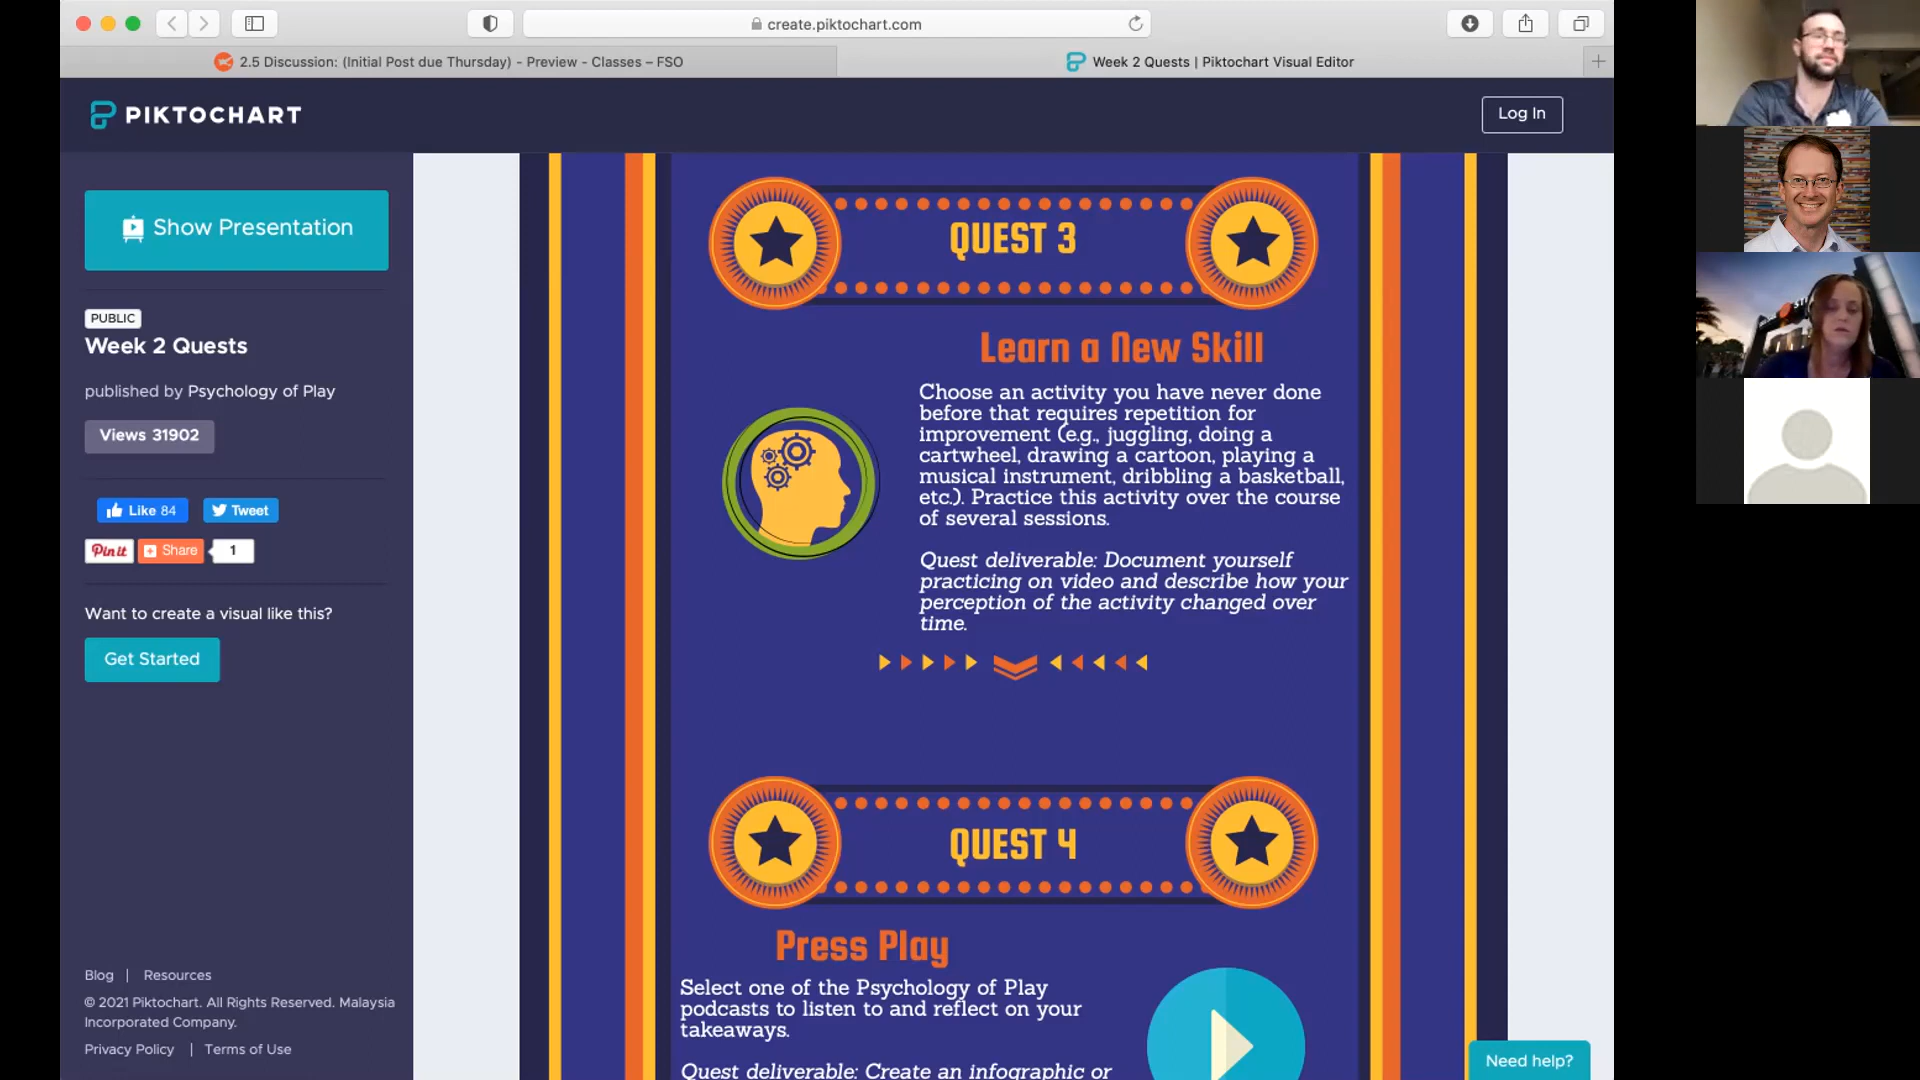 create.piktochart.com
2.5 Discussion: (Initial Post due Thursday) - Preview - Classes – FSO
Week 2 Quests | Piktochart Visual Editor
PIKTOCHART
Log In
Show Presentation
PUBLIC
Week 2 Quests
published by Psychology of Play
Views 31902
Like 84
Tweet
Pin it
Share
1
Want to create a visual like this?
Get Started
Blog | Resources
© 2021 Piktochart. All Rights Reserved. Malaysia
Incorporated Company.
Privacy Policy | Terms of Use
QUEST 3
Learn a New Skill
Choose an activity you have never done
before that requires repetition for
improvement (e.g., juggling, doing a
cartwheel, drawing a cartoon, playing a
musical instrument, dribbling a basketball,
etc.). Practice this activity over the course
of several sessions.
Quest deliverable: Document yourself
practicing on video and describe how your
perception of the activity changed over
time.
QUEST 4
Press Play
Select one of the Psychology of Play
podcasts to listen to and reflect on your
takeaways.
Quest deliverable: Create an infographic or
Need help?